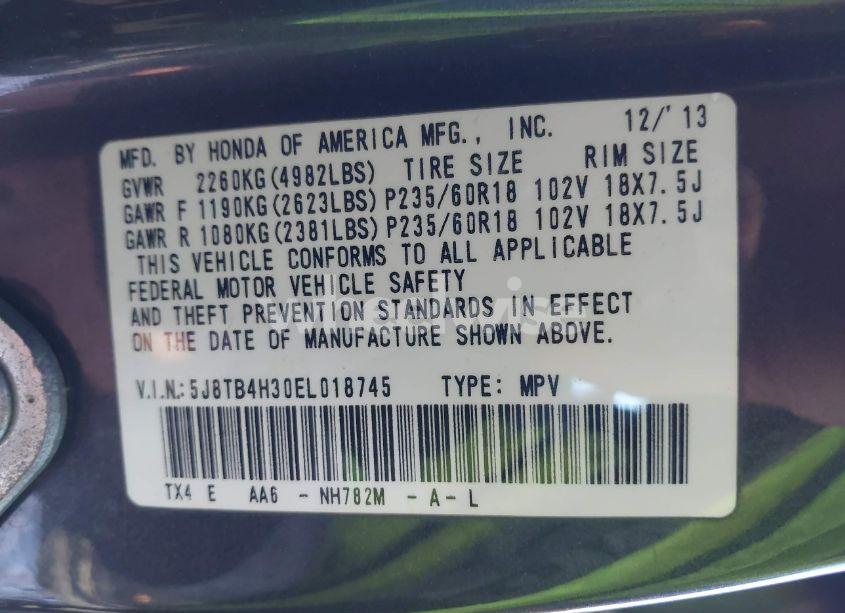 MFD. BY HONDA OF AMERICA MFG., INC. 12/'13
GVWR 2260KG(4982LBS) TIRE SIZE RIM SIZE
GAWR F 1190KG(2623LBS) P235/60R18 102V 18X7.5J
GAWR R 1080KG(2381LBS) P235/60R18 102V 18X7.5J
THIS VEHICLE CONFORMS TO ALL APPLICABLE
FEDERAL MOTOR VEHICLE SAFETY
AND THEFT PREVENTION STANDARDS IN EFFECT
ON THE DATE OF MANUFACTURE SHOWN ABOVE.
V.I.N.: 5J8TB4H30EL018745 TYPE: MPV
TX4 E AA6 - NH782M - A - L